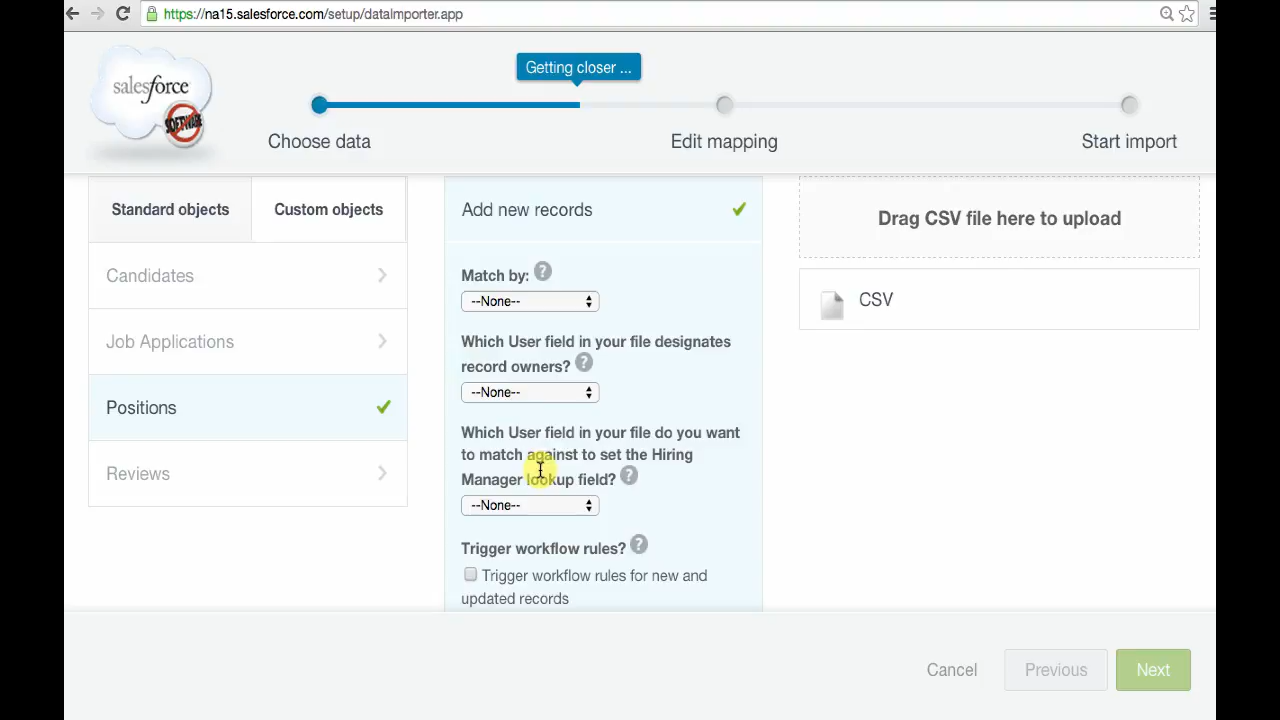 https://na15.salesforce.com/setup/dataImporter.app
salesforce
SOFTWARE
Getting closer ...
Choose data
Edit mapping
Start import
Standard objects
Custom objects
Candidates
Job Applications
Positions
Reviews
Add new records
Match by: ?
--None--
Which User field in your file designates
record owners? ?
--None--
Which User field in your file do you want
to match against to set the Hiring
Manager lookup field? ?
--None--
Trigger workflow rules? ?
Trigger workflow rules for new and
updated records
Drag CSV file here to upload
CSV
Cancel
Previous
Next